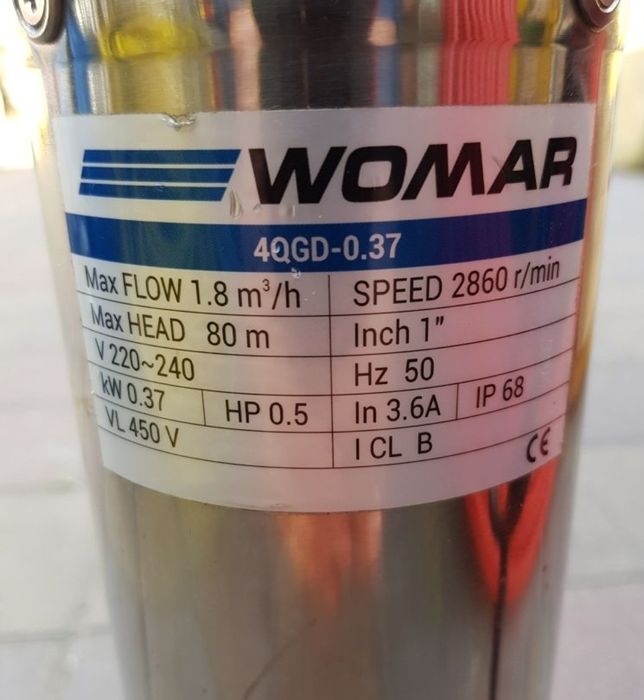 WOMAR
4QGD-0.37
Max FLOW 1.8 m³/h SPEED 2860 r/min
Max HEAD 80 m Inch 1"
V 220~240 Hz 50
kW 0.37 HP 0.5 In 3.6A IP 68
VL 450 V I CL B CE